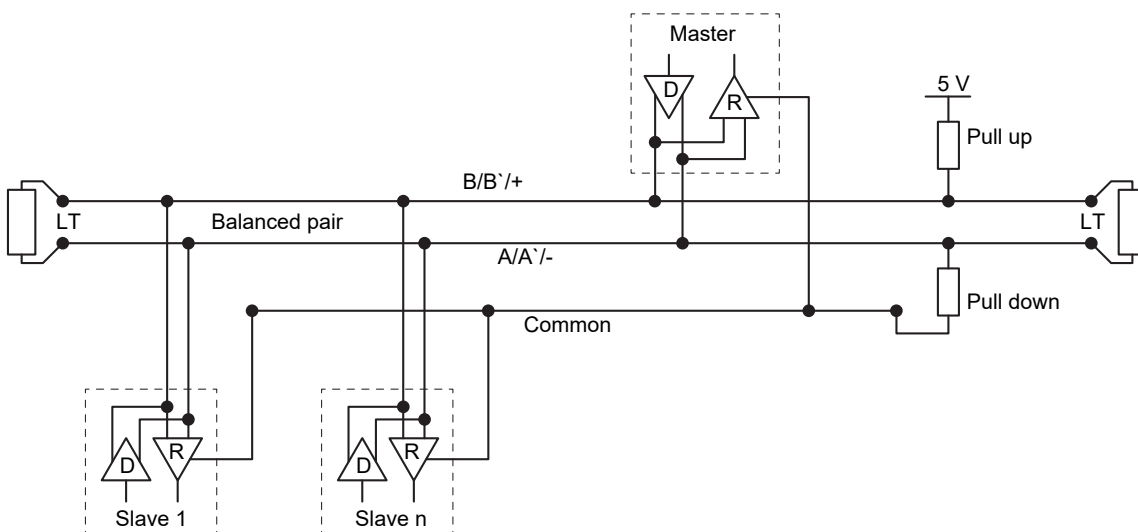 Master
D
R
5 V
Pull up
B/B`/+
LT
Balanced pair
LT
A/A`/-
Pull down
Common
D
R
D
R
Slave 1
Slave n